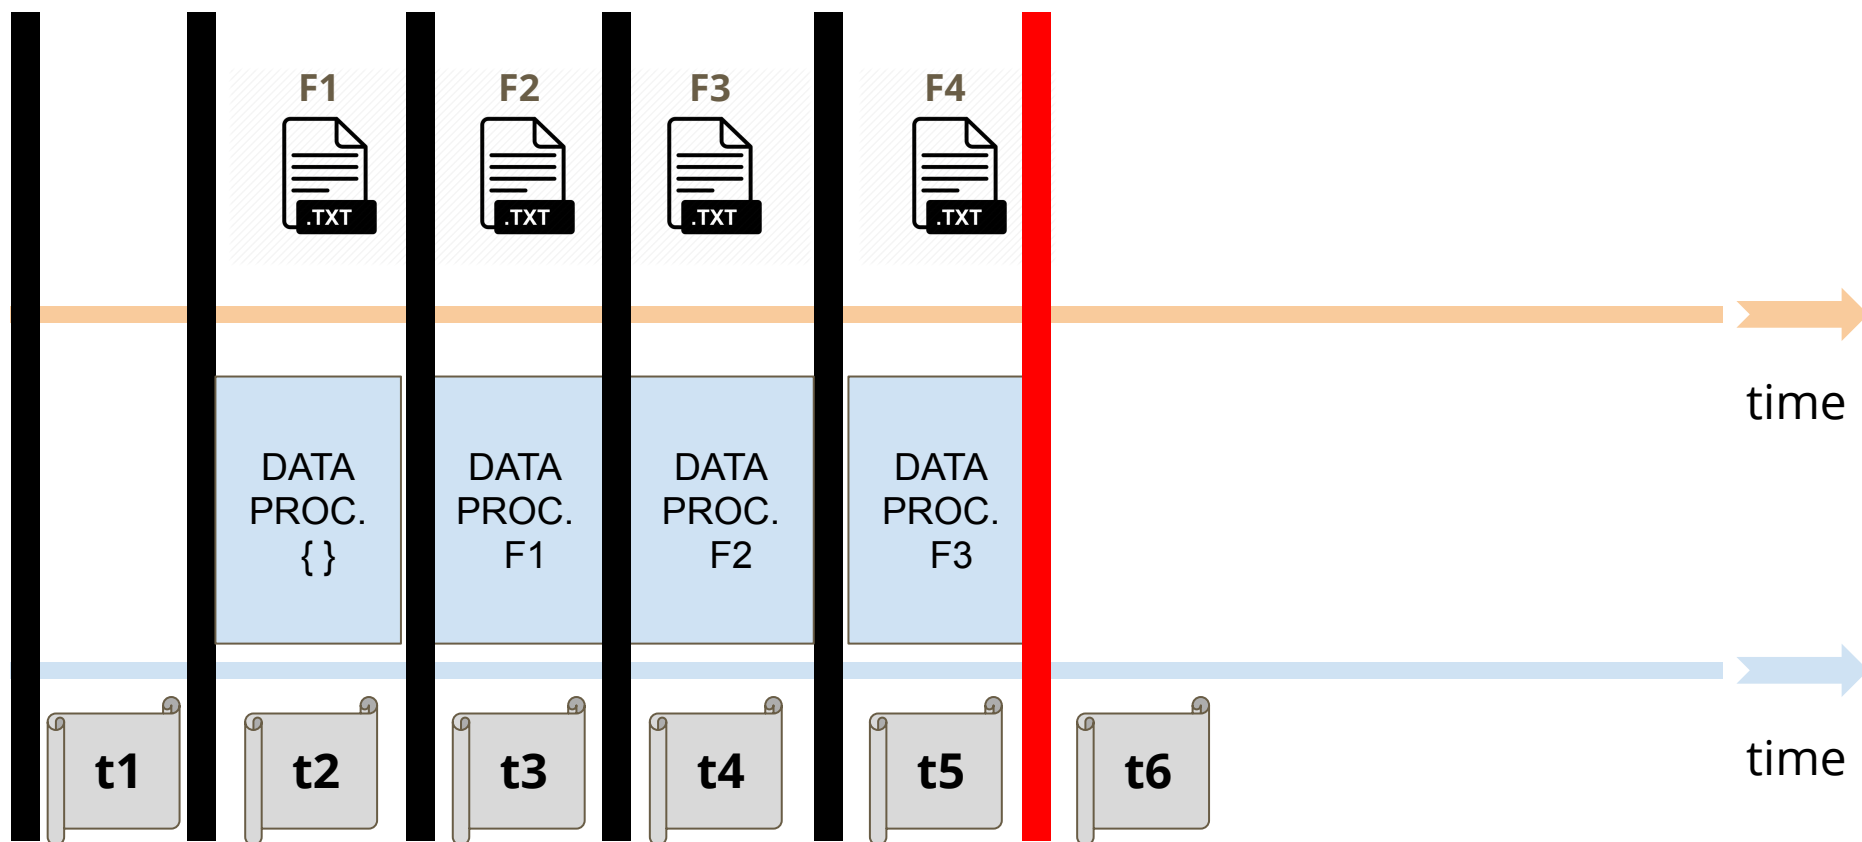 F1 F2 F3 F4
.TXT .TXT .TXT .TXT
time
DATA PROC. { }
DATA PROC. F1
DATA PROC. F2
DATA PROC. F3
t1 t2 t3 t4 t5 t6
time